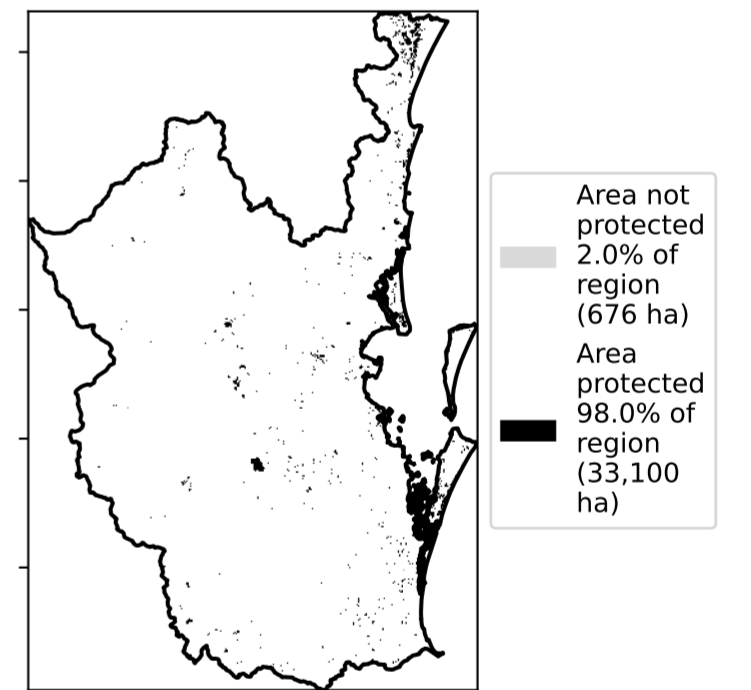 Area not
protected
2.0% of
region
(676 ha)
Area
protected
98.0% of
region
(33,100
ha)